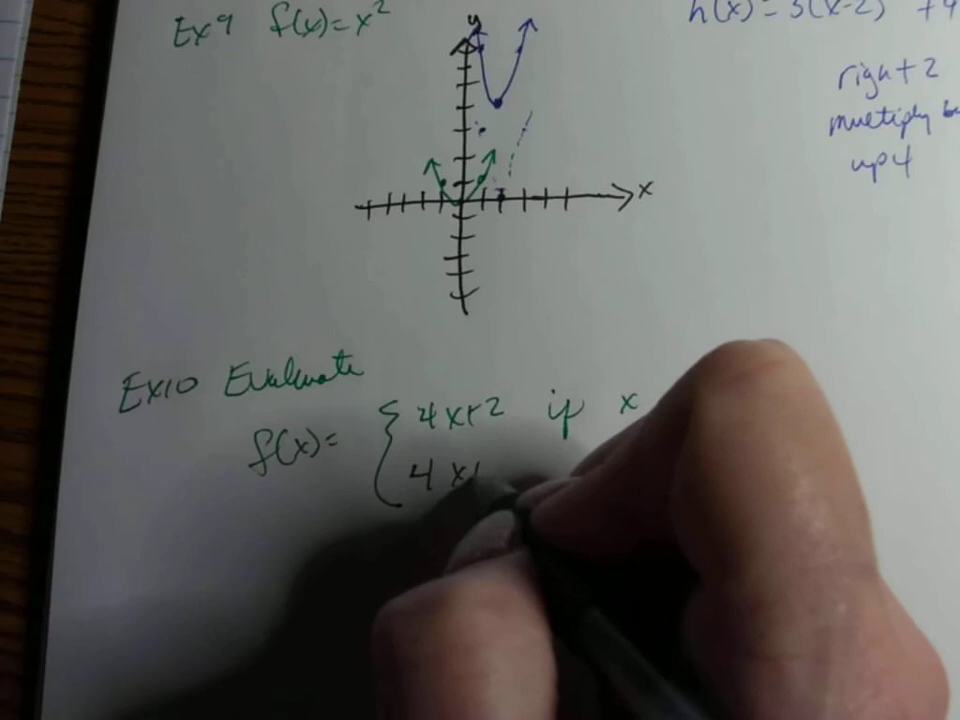 Ex9 f(x)=x²
h(x)=3(x-2) +4
y
right 2
multiply
up 4
x
Ex10 Evaluate
f(x)= { 4x+2 if x
4x